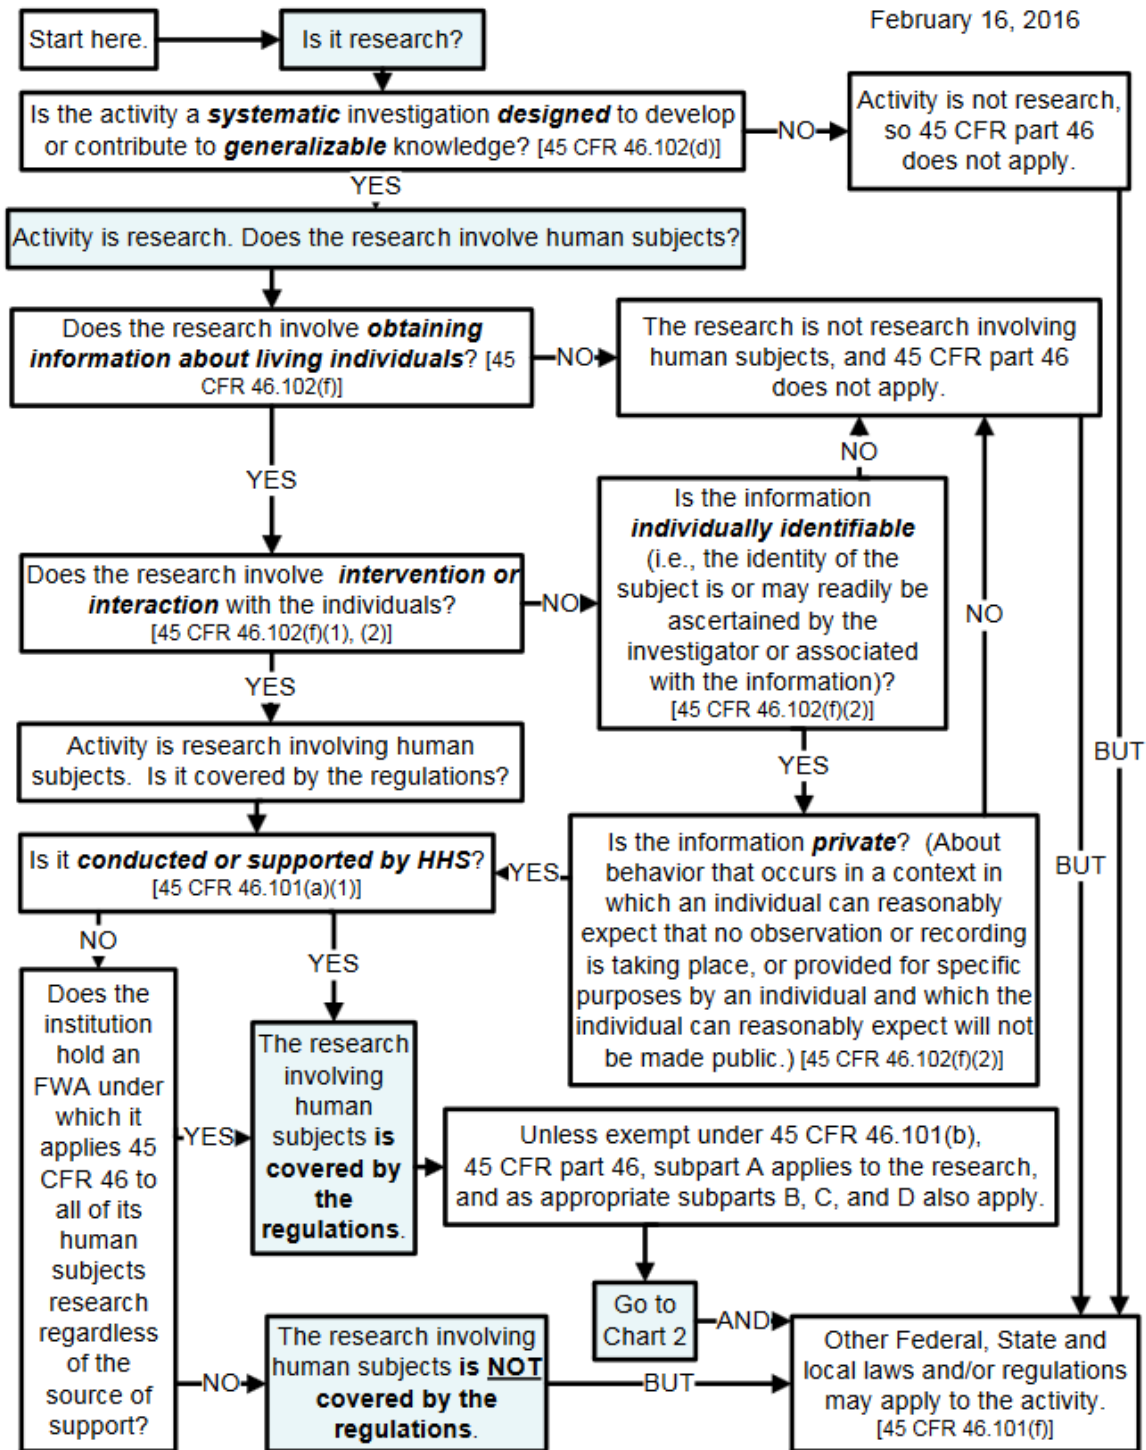 February 16, 2016
Start here.
Is it research?
Is the activity a systematic investigation designed to develop
or contribute to generalizable knowledge? [45 CFR 46.102(d)]
NO
Activity is not research,
so 45 CFR part 46
does not apply.
YES
Activity is research. Does the research involve human subjects?
Does the research involve obtaining
information about living individuals? [45
CFR 46.102(f)]
NO
The research is not research involving
human subjects, and 45 CFR part 46
does not apply.
YES
NO
Is the information
individually identifiable
(i.e., the identity of the
subject is or may readily be
ascertained by the
investigator or associated
with the information)?
[45 CFR 46.102(f)(2)]
NO
Does the research involve intervention or
interaction with the individuals?
[45 CFR 46.102(f)(1), (2)]
NO
YES
YES
BUT
Activity is research involving human
subjects. Is it covered by the regulations?
Is it conducted or supported by HHS?
[45 CFR 46.101(a)(1)]
YES
Is the information private? (About
behavior that occurs in a context in
which an individual can reasonably
expect that no observation or recording
is taking place, or provided for specific
purposes by an individual and which the
individual can reasonably expect will not
be made public.) [45 CFR 46.102(f)(2)]
BUT
NO
YES
Does the
institution
hold an
FWA under
which it
applies 45
CFR 46 to
all of its
human
subjects
research
regardless
of the
source of
support?
YES
The research
involving
human
subjects is
covered by
the
regulations.
Unless exempt under 45 CFR 46.101(b),
45 CFR part 46, subpart A applies to the research,
and as appropriate subparts B, C, and D also apply.
Go to
Chart 2
AND
NO
The research involving
human subjects is NOT
covered by the
regulations.
BUT
Other Federal, State and
local laws and/or regulations
may apply to the activity.
[45 CFR 46.101(f)]